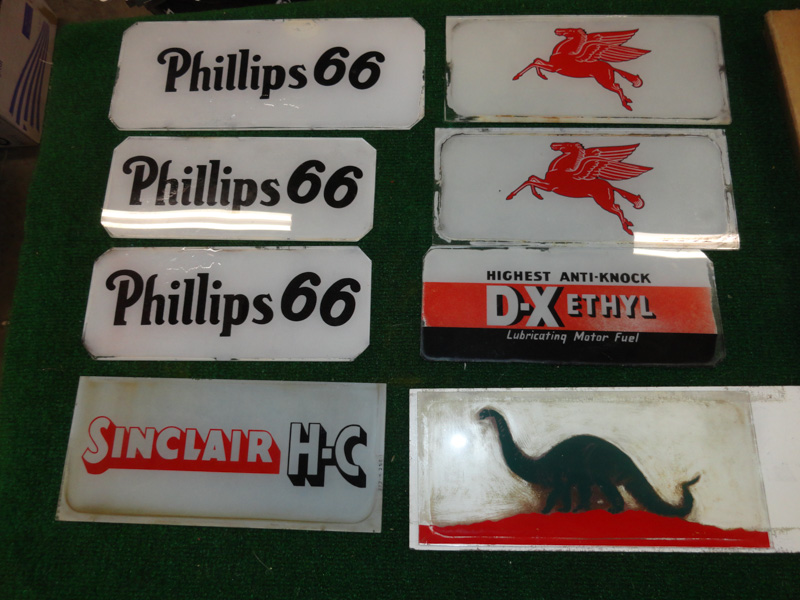 Phillips 66
Phillips 66
Phillips 66
HIGHEST ANTI-KNOCK
D-X ETHYL
Lubricating Motor Fuel
SINCLAIR H-C